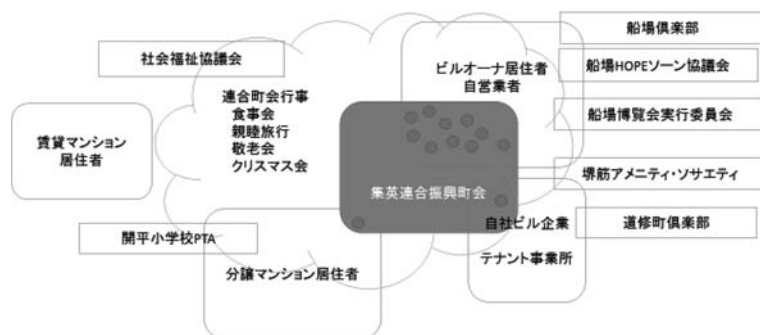 船場倶楽部
社会福祉協議会
ビルオーナ居住者
自営業者
船場HOPEゾーン協議会
連合町会行事
食事会
親睦旅行
敬老会
クリスマス会
船場博覧会実行委員会
賃貸マンション
居住者
堺筋アメニティ・ソサエティ
集英連合振興町会
開平小学校PTA
自社ビル企業
道修町倶楽部
テナント事業所
分譲マンション居住者